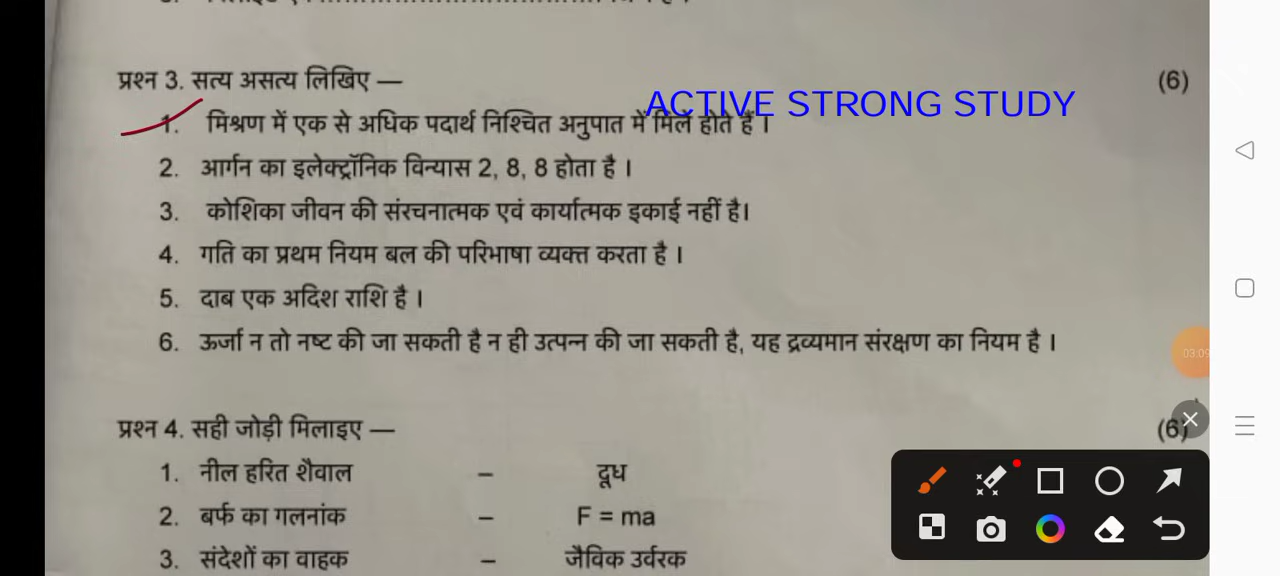 प्रश्न 3. सत्य असत्य लिखिए — (6)
ACTIVE STRONG STUDY
1. मिश्रण में एक से अधिक पदार्थ निश्चित अनुपात में मिले होते हैं ।
2. आर्गन का इलेक्ट्रॉनिक विन्यास 2, 8, 8 होता है ।
3. कोशिका जीवन की संरचनात्मक एवं कार्यात्मक इकाई नहीं है।
4. गति का प्रथम नियम बल की परिभाषा व्यक्त करता है ।
5. दाब एक अदिश राशि है ।
6. ऊर्जा न तो नष्ट की जा सकती है न ही उत्पन्न की जा सकती है, यह द्रव्यमान संरक्षण का नियम है ।
03:09
प्रश्न 4. सही जोड़ी मिलाइए — (6)
1. नील हरित शैवाल – दूध
2. बर्फ का गलनांक – F = ma
3. संदेशों का वाहक – जैविक उर्वरक